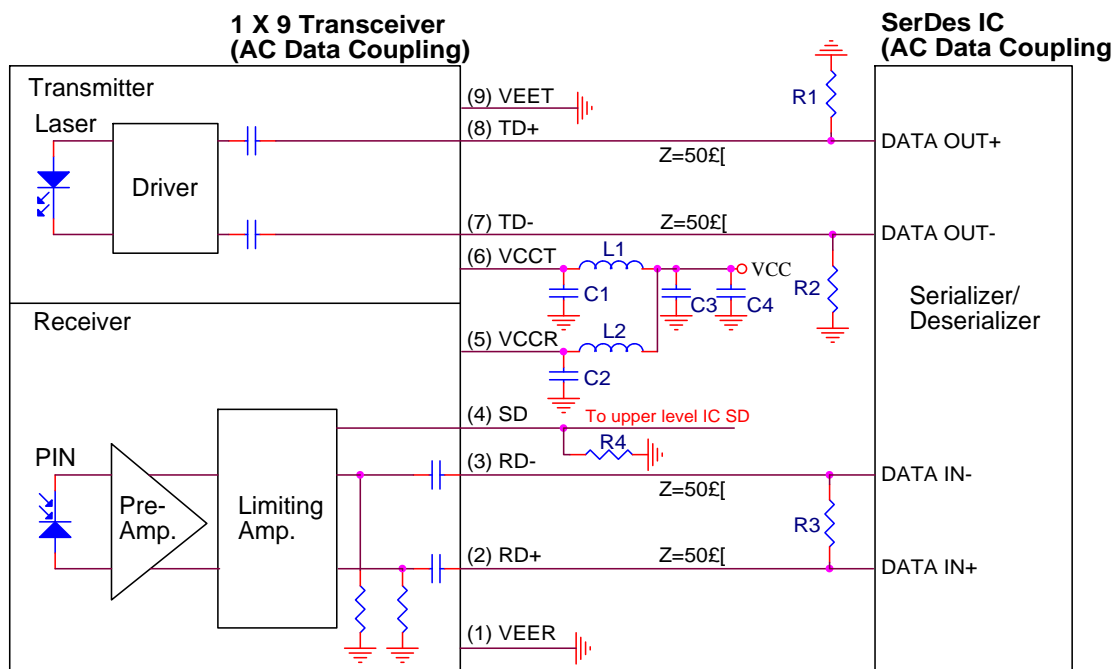 1 X 9 Transceiver
(AC Data Coupling)
SerDes IC
(AC Data Coupling
Transmitter
Laser
Driver
(9) VEET
(8) TD+
Z=50£[
R1
DATA OUT+
(7) TD-
Z=50£[
DATA OUT-
(6) VCCT
L1
VCC
C1
C3
C4
R2
Serializer/
Deserializer
Receiver
(5) VCCR
L2
C2
(4) SD
To upper level IC SD
R4
PIN
Pre-
Amp.
Limiting
Amp.
(3) RD-
Z=50£[
DATA IN-
R3
(2) RD+
Z=50£[
DATA IN+
(1) VEER